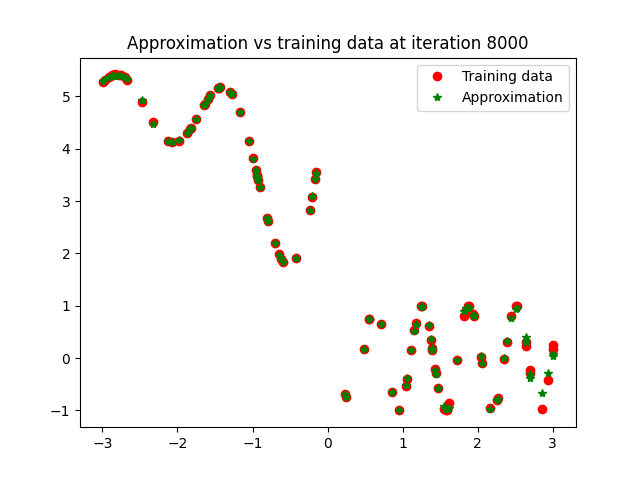 Approximation vs training data at iteration 8000
Training data
Approximation
5
4
3
2
1
0
−1
−3 −2 −1 0 1 2 3